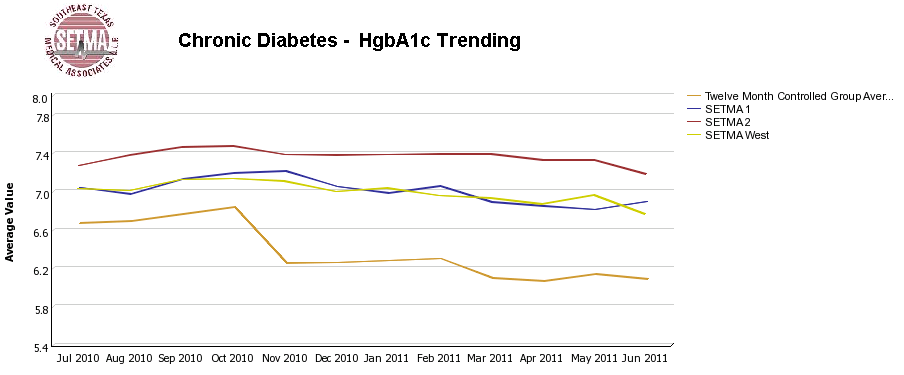 SOUTHEAST TEXAS
SETMA
MEDICAL ASSOCIATES, L.L.P.
Chronic Diabetes - HgbA1c Trending
8.0
7.8
7.4
7.0
6.6
6.2
5.8
5.4
Average Value
Jul 2010 Aug 2010 Sep 2010 Oct 2010 Nov 2010 Dec 2010 Jan 2011 Feb 2011 Mar 2011 Apr 2011 May 2011 Jun 2011
Twelve Month Controlled Group Aver...
SETMA 1
SETMA 2
SETMA West